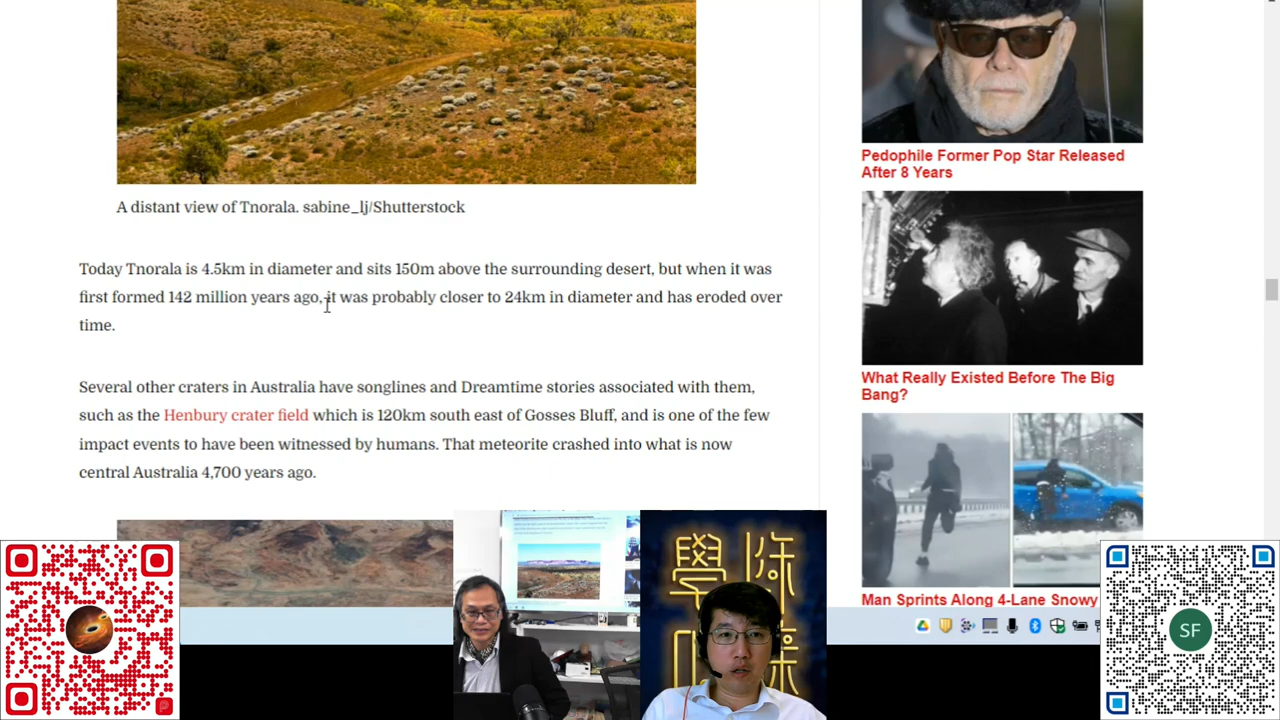 A distant view of Tnorala. sabine_lj/Shutterstock
Today Tnorala is 4.5km in diameter and sits 150m above the surrounding desert, but when it was
first formed 142 million years ago, it was probably closer to 24km in diameter and has eroded over
time.
Several other craters in Australia have songlines and Dreamtime stories associated with them,
such as the Henbury crater field which is 120km south east of Gosses Bluff, and is one of the few
impact events to have been witnessed by humans. That meteorite crashed into what is now
central Australia 4,700 years ago.
Pedophile Former Pop Star Released
After 8 Years
What Really Existed Before The Big
Bang?
Man Sprints Along 4-Lane Snowy
學
SF